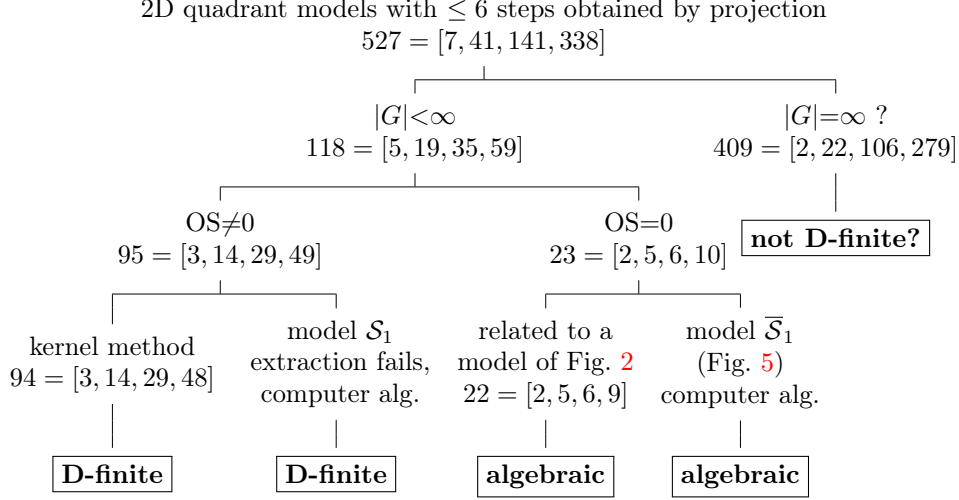 2D quadrant models with ≤ 6 steps obtained by projection
527 = [7, 41, 141, 338]
|G|<∞
118 = [5, 19, 35, 59]
|G|=∞ ?
409 = [2, 22, 106, 279]
OS≠0
95 = [3, 14, 29, 49]
OS=0
23 = [2, 5, 6, 10]
not D-finite?
kernel method
94 = [3, 14, 29, 48]
model S₁
extraction fails,
computer alg.
related to a
model of Fig. 2
22 = [2, 5, 6, 9]
model S̅₁
(Fig. 5)
computer alg.
D-finite
D-finite
algebraic
algebraic